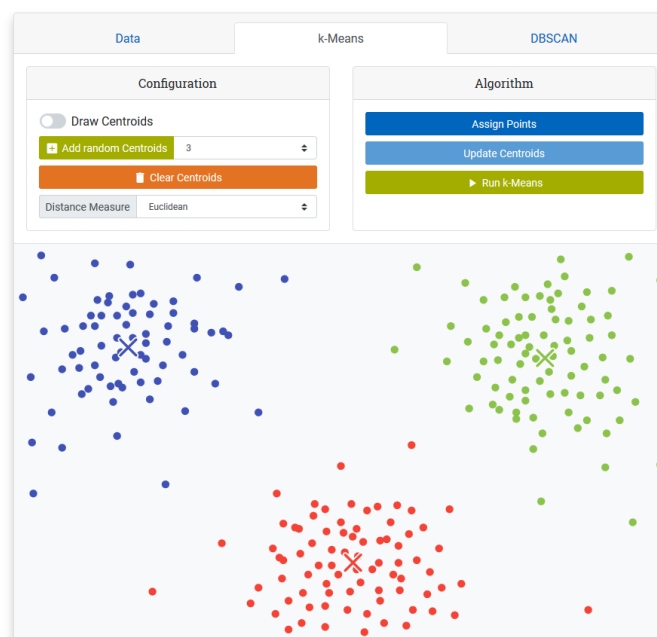 Data
k-Means
DBSCAN
Configuration
Draw Centroids
Add random Centroids 3
Clear Centroids
Distance Measure Euclidean
Algorithm
Assign Points
Update Centroids
Run k-Means